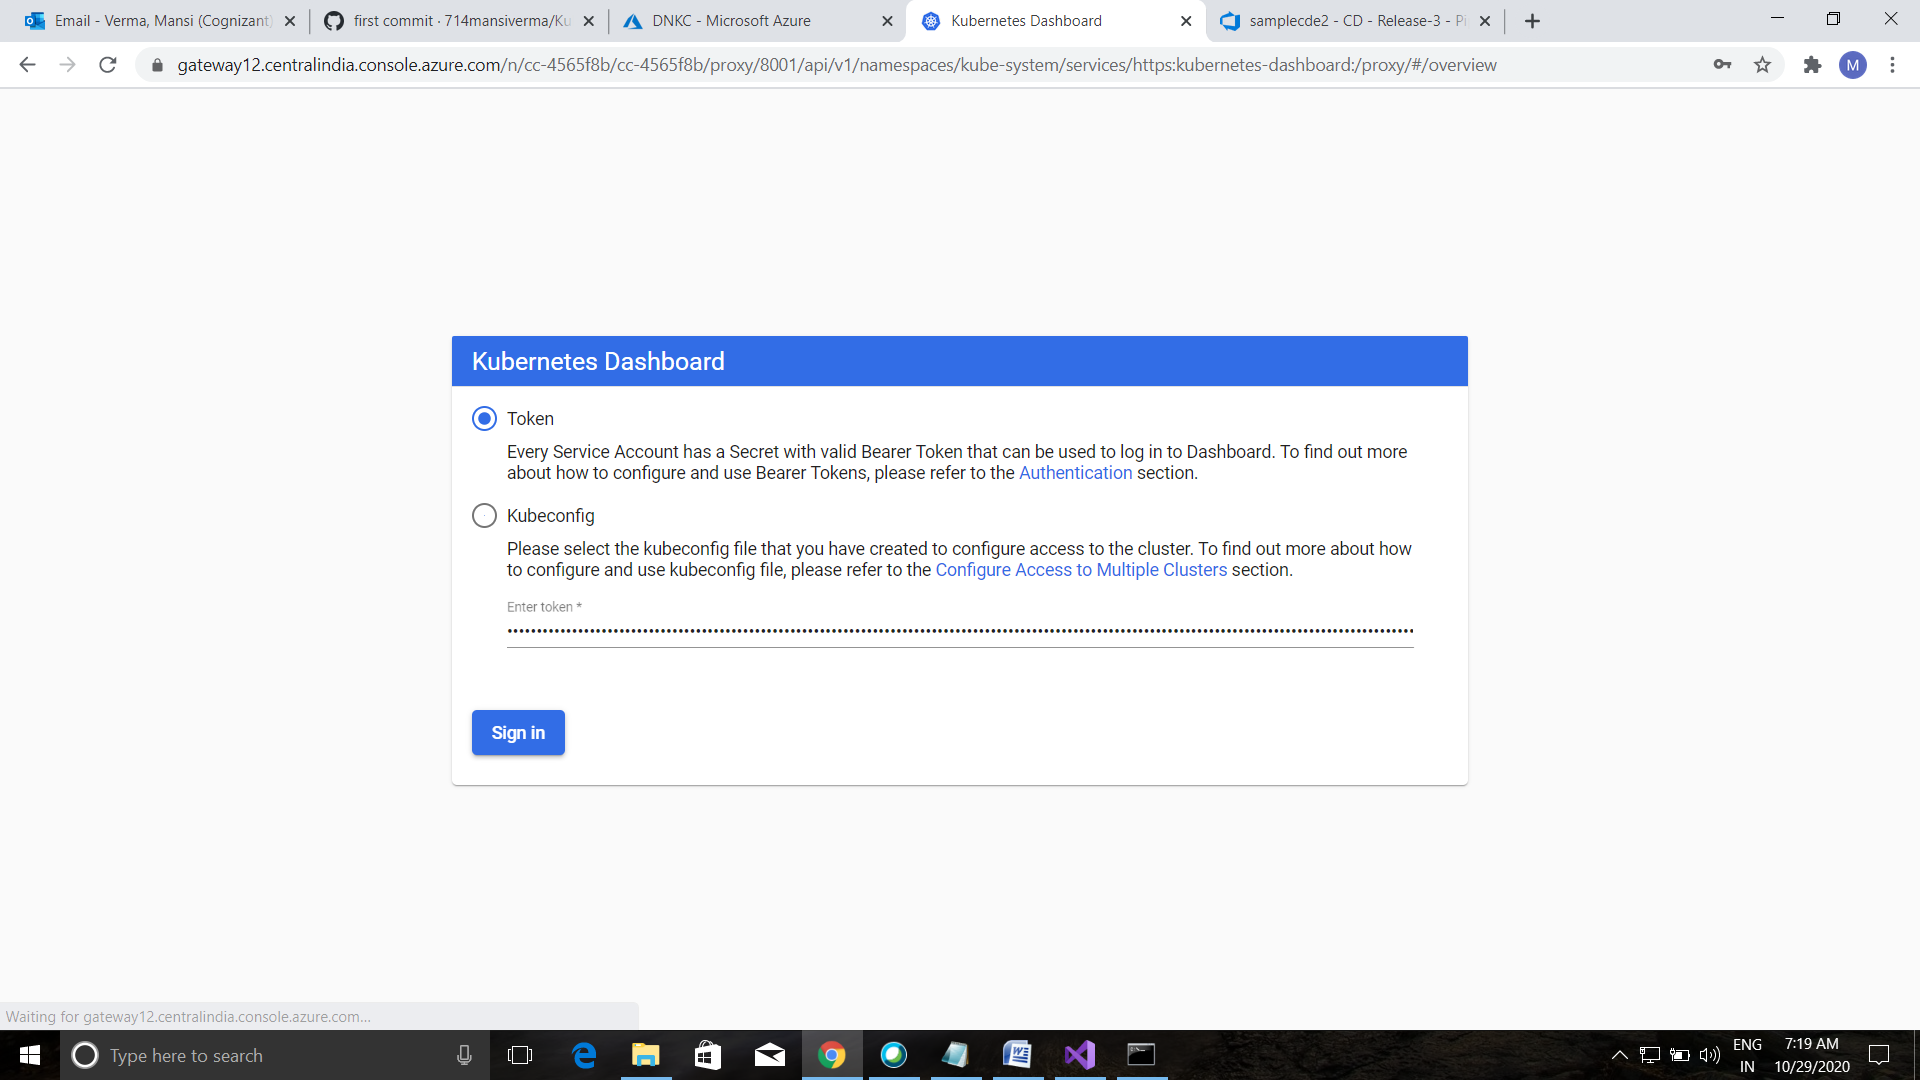 Email - Verma, Mansi (Cognizant)
first commit · 714mansiverma/Ku
DNKC - Microsoft Azure
Kubernetes Dashboard
samplecde2 - CD - Release-3 - Pi
gateway12.centralindia.console.azure.com/n/cc-4565f8b/cc-4565f8b/proxy/8001/api/v1/namespaces/kube-system/services/https:kubernetes-dashboard:/proxy/#/overview
M
Kubernetes Dashboard
Token
Every Service Account has a Secret with valid Bearer Token that can be used to log in to Dashboard. To find out more
about how to configure and use Bearer Tokens, please refer to the Authentication section.
Kubeconfig
Please select the kubeconfig file that you have created to configure access to the cluster. To find out more about how
to configure and use kubeconfig file, please refer to the Configure Access to Multiple Clusters section.
Enter token *
Sign in
Waiting for gateway12.centralindia.console.azure.com...
Type here to search
ENG
IN
7:19 AM
10/29/2020